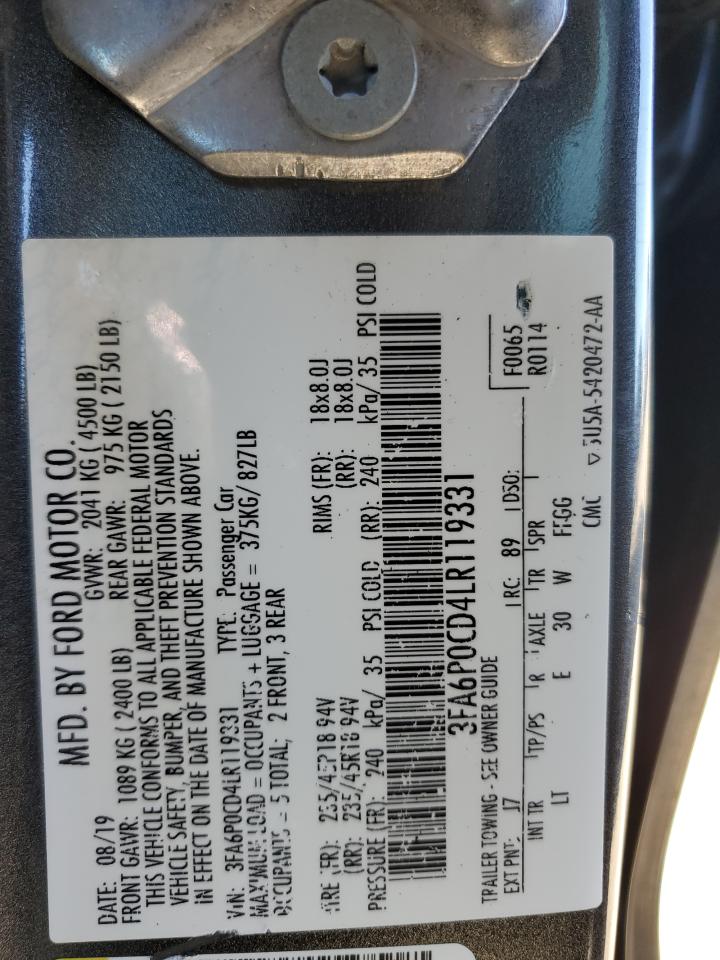 MFD. BY FORD MOTOR CO.
DATE: 08/19 GVWR: 2041 KG ( 4500 LB)
FRONT GAWR: 1089 KG ( 2400 LB) REAR GAWR: 975 KG ( 2150 LB)
THIS VEHICLE CONFORMS TO ALL APPLICABLE FEDERAL MOTOR
VEHICLE SAFETY, BUMPER, AND THEFT PREVENTION STANDARDS
IN EFFECT ON THE DATE OF MANUFACTURE SHOWN ABOVE.
VIN: 3FA6P0CD4LR119331 TYPE: Passenger Car
MAXIMUM LOAD = OCCUPANTS + LUGGAGE = 375KG/ 827LB
OCCUPANTS = 5 TOTAL; 2 FRONT, 3 REAR
TIRE (FR): 235/45R18 94V RIMS (FR): 18x8.0J
(RR): 235/45R18 94V (RR): 18x8.0J
PRESSURE (FR): 240 kPa/ 35 PSI COLD (RR): 240 kPa/ 35 PSI COLD
3FA6P0CD4LR119331
TRAILER TOWING - SEE OWNER GUIDE F0065
EXT PNT: J7 RC: 89 DSO: R0114
INT TR TP/PS R AXLE TR SPR
LT E 30 W FFGG
CMC 5U5A-5420472-AA